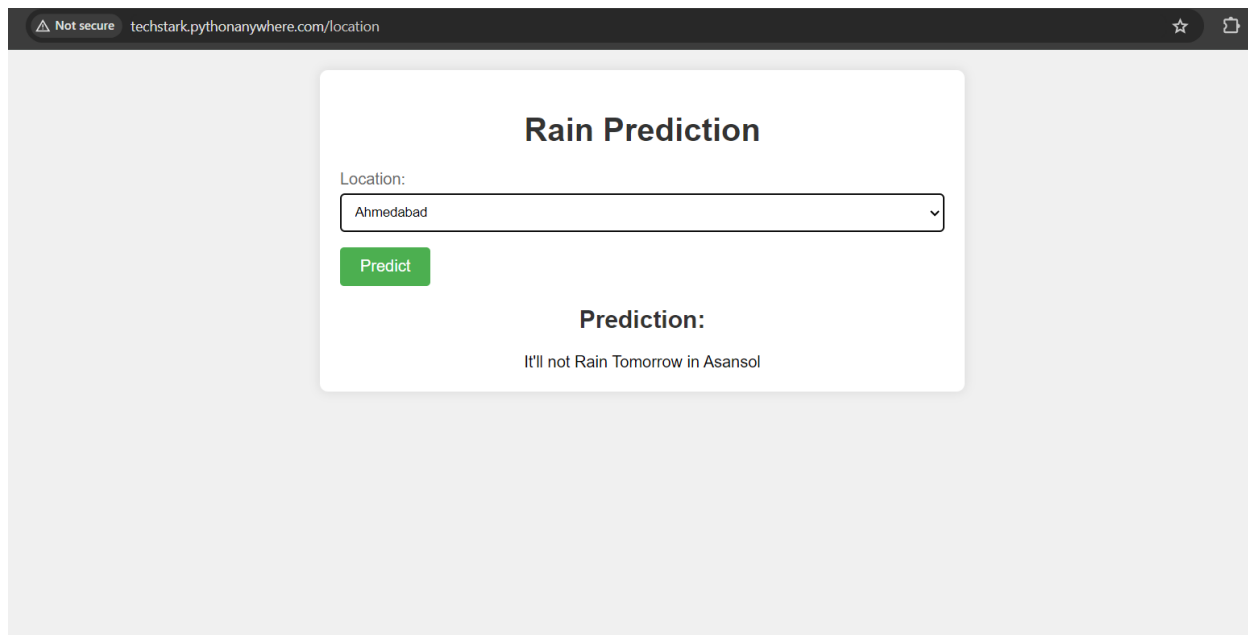 Not secure techstark.pythonanywhere.com/location
Rain Prediction
Location:
Ahmedabad
Predict
Prediction:
It'll not Rain Tomorrow in Asansol